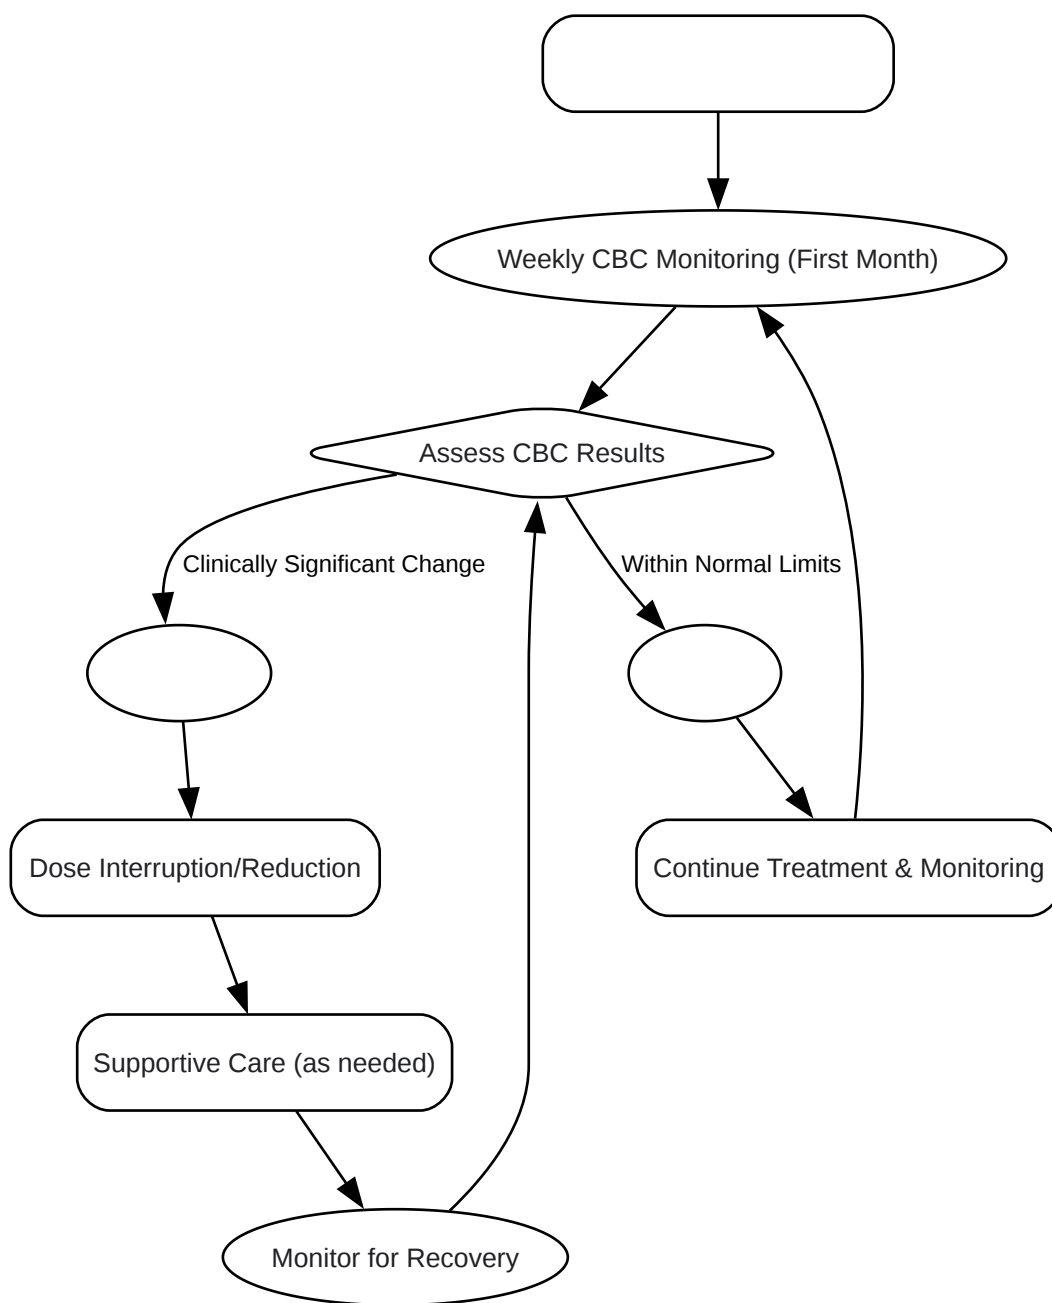 Weekly CBC Monitoring (First Month)
Assess CBC Results
Clinically Significant Change
Within Normal Limits
Dose Interruption/Reduction
Continue Treatment & Monitoring
Supportive Care (as needed)
Monitor for Recovery